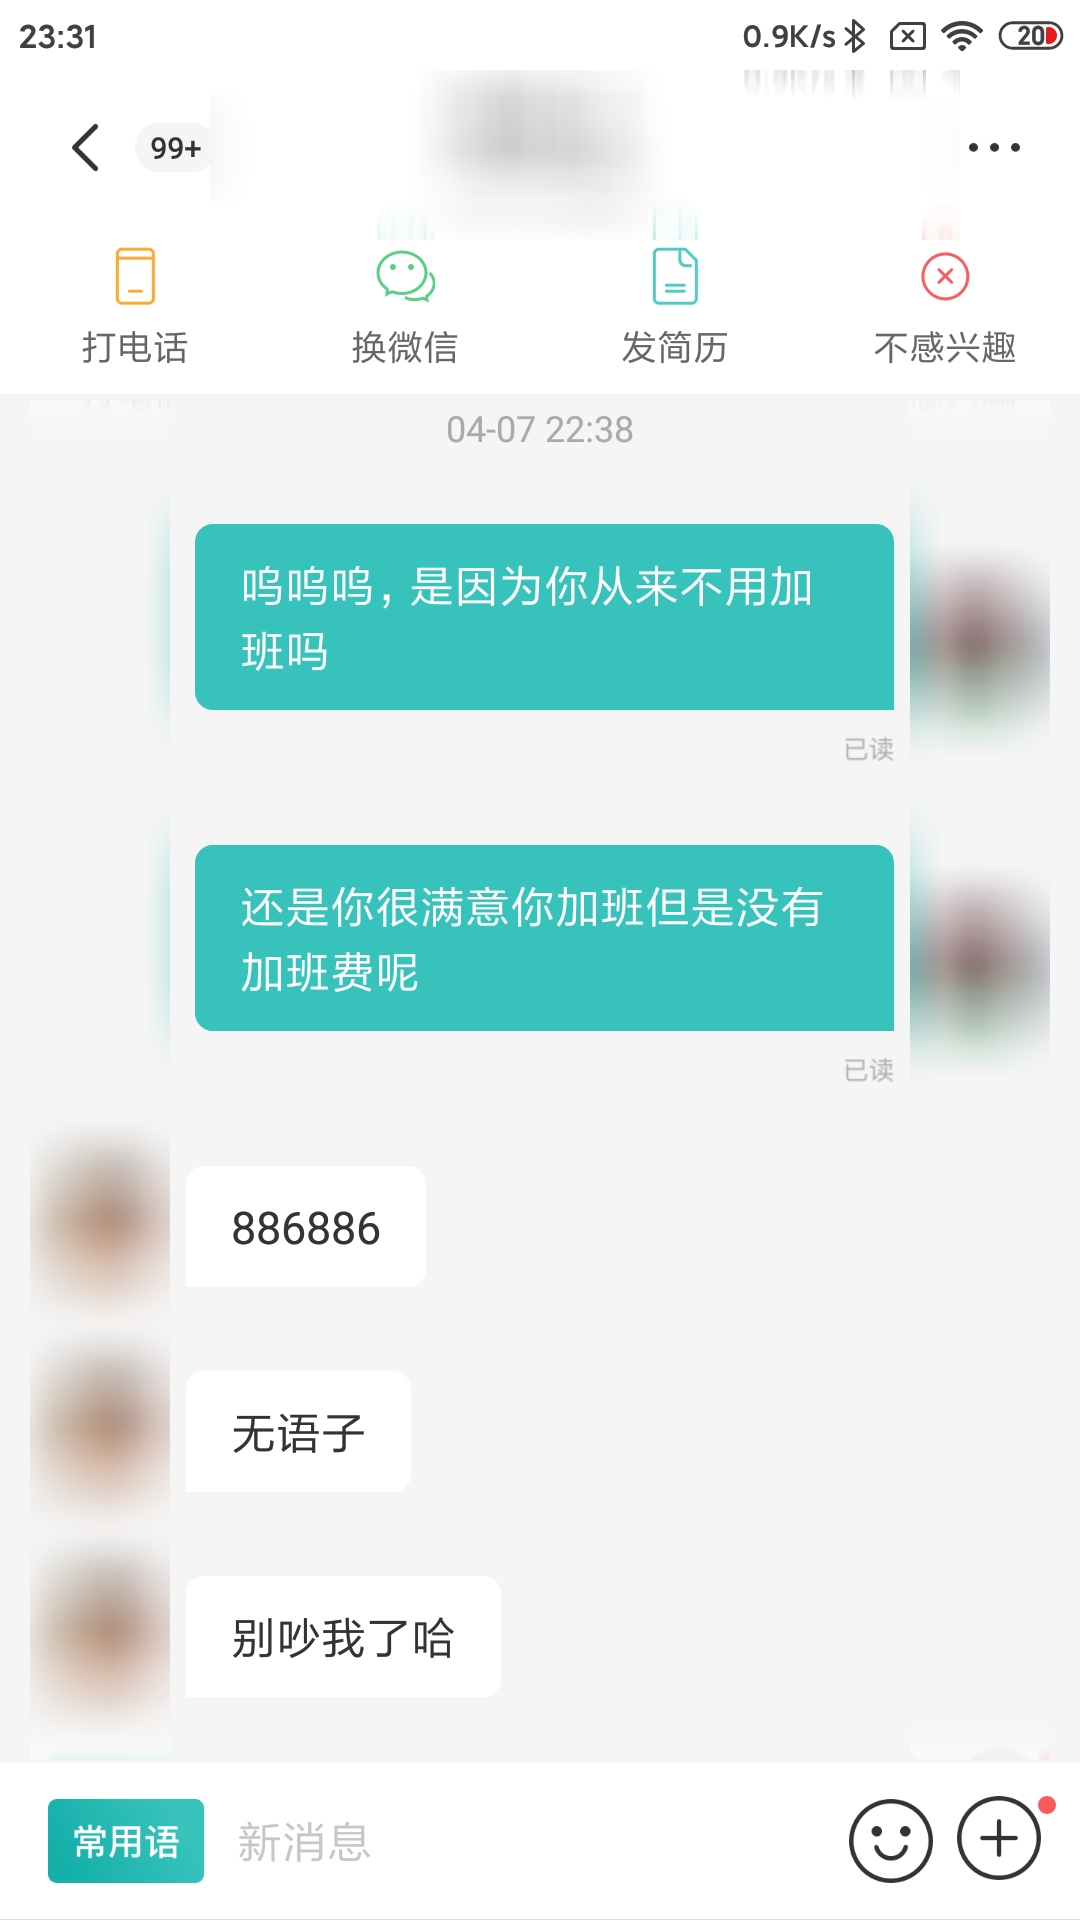 23:31
0.9K/s
20
99+
打电话
换微信
发简历
不感兴趣
04-07 22:38
呜呜呜，是因为你从来不用加
班吗
已读
还是你很满意你加班但是没有
加班费呢
已读
886886
无语子
别吵我了哈
常用语
新消息